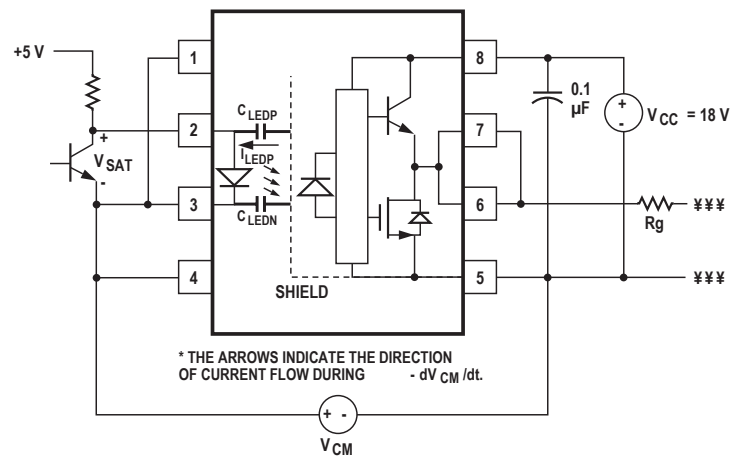 +5 V
1
8
C LEDP
0.1
µF
+
-
V CC = 18 V
2
7
+
V SAT
-
I LEDP
3
C LEDN
6
Rg
¥¥¥
4
SHIELD
5
¥¥¥
* THE ARROWS INDICATE THE DIRECTION
OF CURRENT FLOW DURING - dV CM /dt.
+ -
V CM